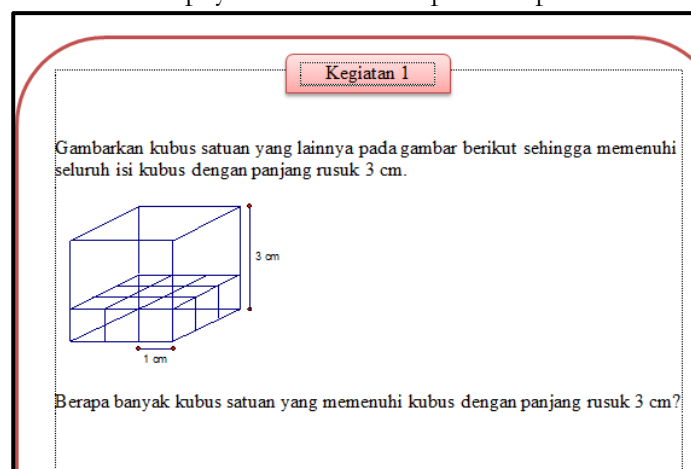 Kegiatan 1
Gambarkan kubus satuan yang lainnya pada gambar berikut sehingga memenuhi
seluruh isi kubus dengan panjang rusuk 3 cm.
3 cm
1 cm
Berapa banyak kubus satuan yang memenuhi kubus dengan panjang rusuk 3 cm?